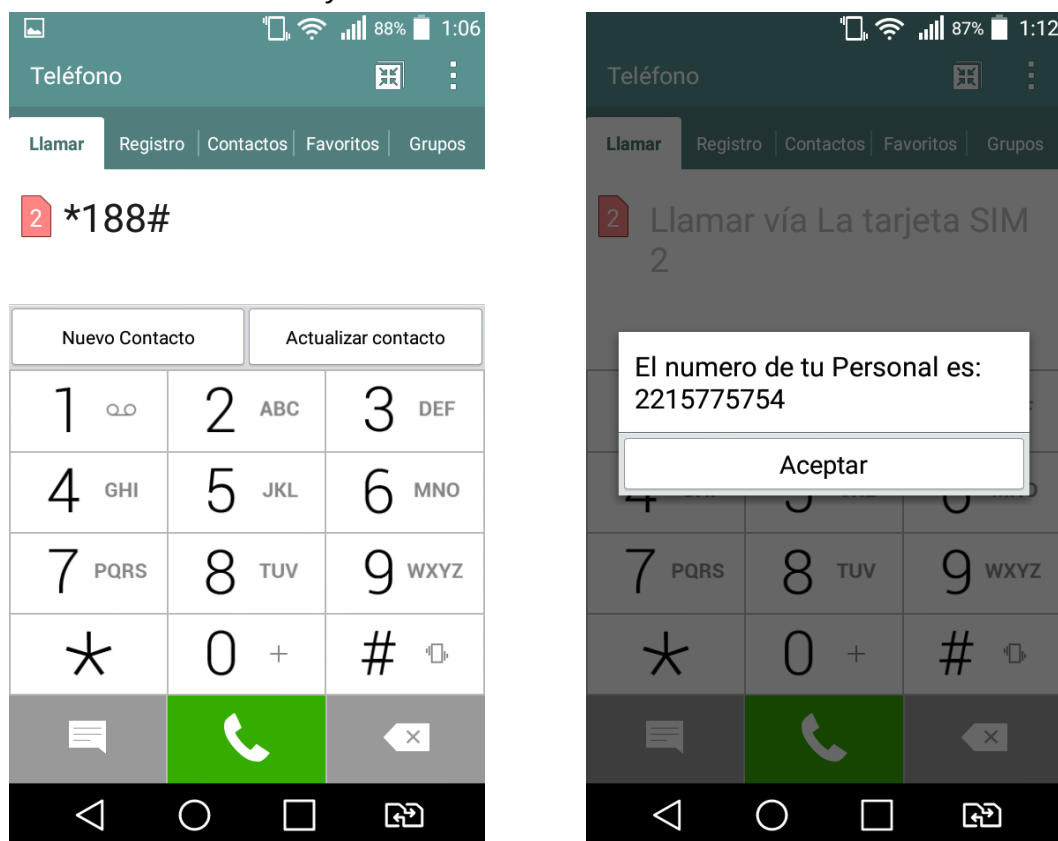 88% 1:06
Teléfono
Llamar Registro Contactos Favoritos Grupos
2 *188#
Nuevo Contacto Actualizar contacto
1 2 ABC 3 DEF
4 GHI 5 JKL 6 MNO
7 PQRS 8 TUV 9 WXYZ
* 0 + #
87% 1:12
Teléfono
Llamar Registro Contactos Favoritos Grupos
2 Llamar vía La tarjeta SIM
2
El numero de tu Personal es:
2215775754
Aceptar
7 PQRS 8 TUV 9 WXYZ
* 0 + #